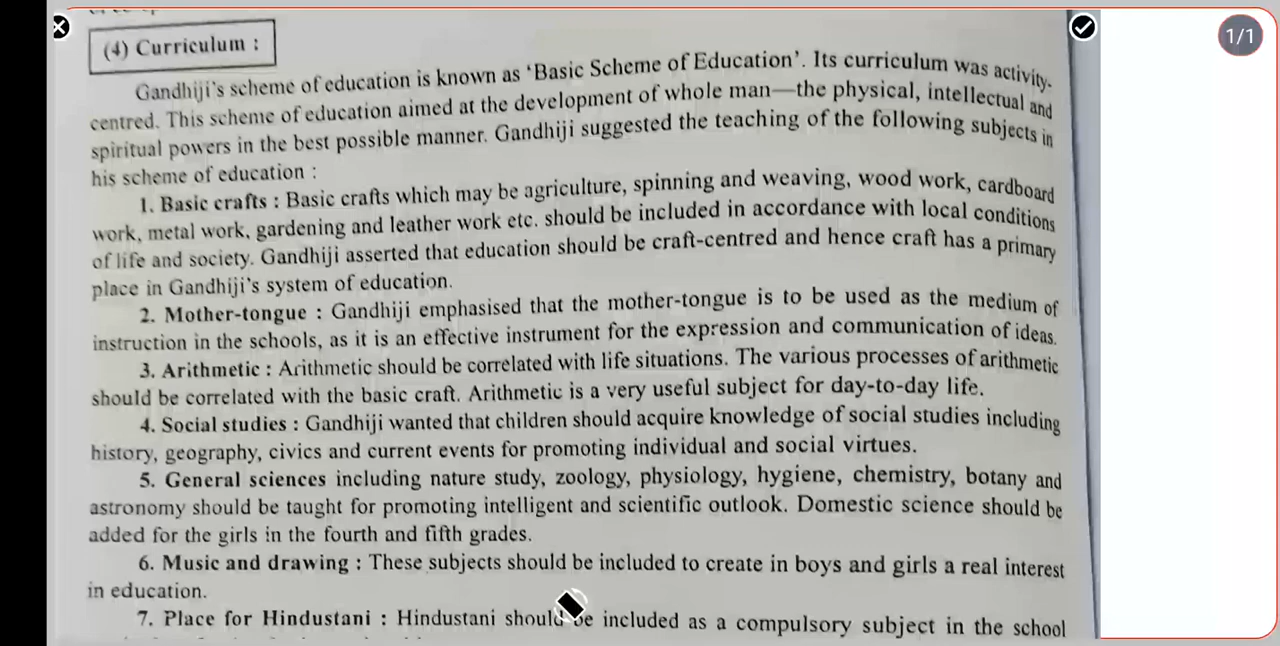 (4) Curriculum :
1/1
Gandhiji's scheme of education is known as 'Basic Scheme of Education'. Its curriculum was activity-
centred. This scheme of education aimed at the development of whole man—the physical, intellectual and
spiritual powers in the best possible manner. Gandhiji suggested the teaching of the following subjects in
his scheme of education :
1. Basic crafts : Basic crafts which may be agriculture, spinning and weaving, wood work, cardboard
work, metal work, gardening and leather work etc. should be included in accordance with local conditions
of life and society. Gandhiji asserted that education should be craft-centred and hence craft has a primary
place in Gandhiji's system of education.
2. Mother-tongue : Gandhiji emphasised that the mother-tongue is to be used as the medium of
instruction in the schools, as it is an effective instrument for the expression and communication of ideas.
3. Arithmetic : Arithmetic should be correlated with life situations. The various processes of arithmetic
should be correlated with the basic craft. Arithmetic is a very useful subject for day-to-day life.
4. Social studies : Gandhiji wanted that children should acquire knowledge of social studies including
history, geography, civics and current events for promoting individual and social virtues.
5. General sciences including nature study, zoology, physiology, hygiene, chemistry, botany and
astronomy should be taught for promoting intelligent and scientific outlook. Domestic science should be
added for the girls in the fourth and fifth grades.
6. Music and drawing : These subjects should be included to create in boys and girls a real interest
in education.
7. Place for Hindustani : Hindustani should be included as a compulsory subject in the school